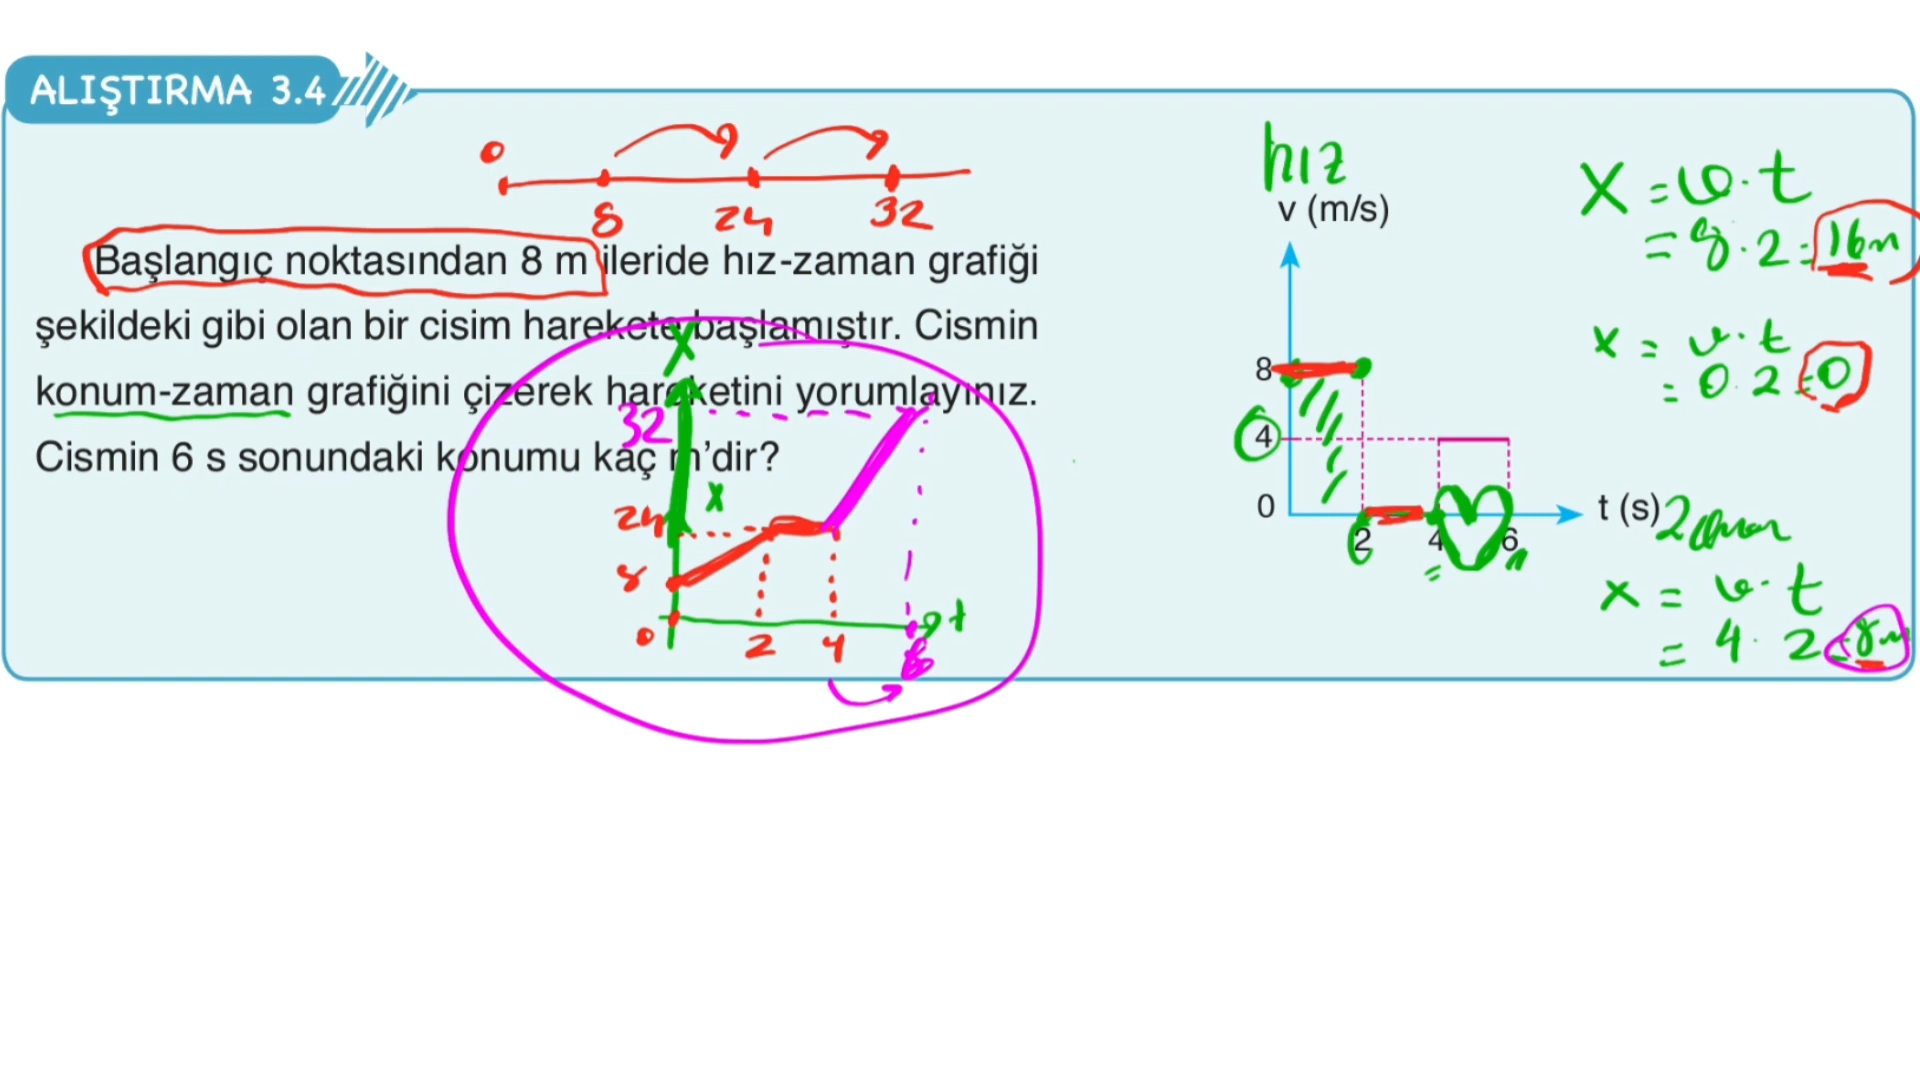 ALIŞTIRMA 3.4
0
8 24 32
Başlangıç noktasından 8 m ileride hız-zaman grafiği
şekildeki gibi olan bir cisim harekete başlamıştır. Cismin
konum-zaman grafiğini çizerek hareketini yorumlayınız.
Cismin 6 s sonundaki konumu kaç m’dir?
X
32
x
24
8
0 2 4 6 t
hız
v (m/s)
8
4
0
2 4 6
t (s) zaman
X = v . t
= 8 . 2 = 16m
x = v . t
= 0 . 2 = 0
x = v . t
= 4 . 2 = 8m